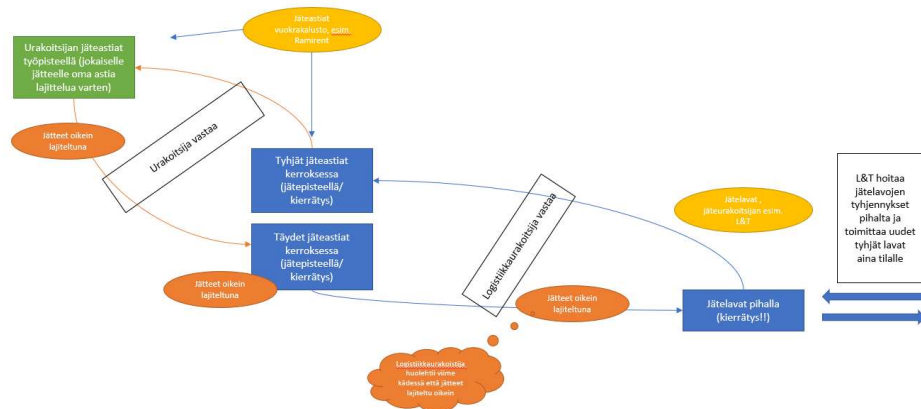 Jäteastiat
vuokrakalusto, esim.
Ramirent
Urakoitsijan jäteastiat
työpisteellä (jokaiselle
jätteelle oma astia
lajittelua varten)
Jätteet oikein
lajiteltuna
Urakoitsija vastaa
Tyhjät jäteastiat
kerroksessa
(jätepisteellä/
kierrätys)
Täydet jäteastiat
kerroksessa
(jätepisteellä/
kierrätys)
Jätteet oikein
lajiteltuna
Logistiikkaurakoitsija vastaa
Jätteet oikein
lajiteltuna
Logistiikkaurakoistija
huolehtii viime
kädessä että jätteet
lajiteltu oikein
Jätelavat ,
jäteurakoitsijan esim.
L&T
Jätelavat pihalla
(kierrätys!!)
L&T hoitaa
jätelavojen
tyhjennykset
pihalta ja
toimittaa uudet
tyhjät lavat
aina tilalle